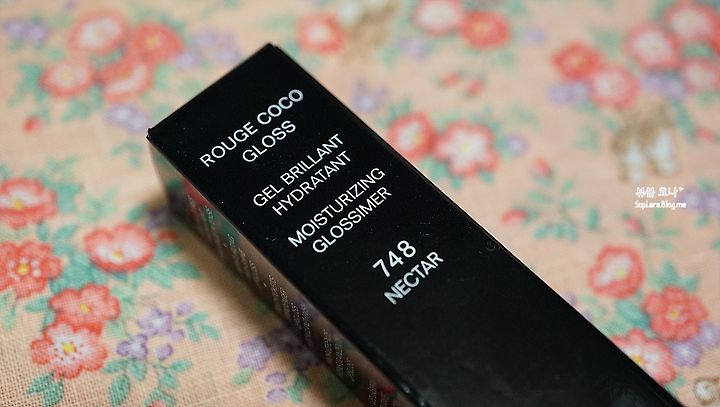 ROUGE COCO
GLOSS
GEL BRILLANT
HYDRATANT
MOISTURIZING
GLOSSIMER
748
NECTAR
SopLara.Blog.me